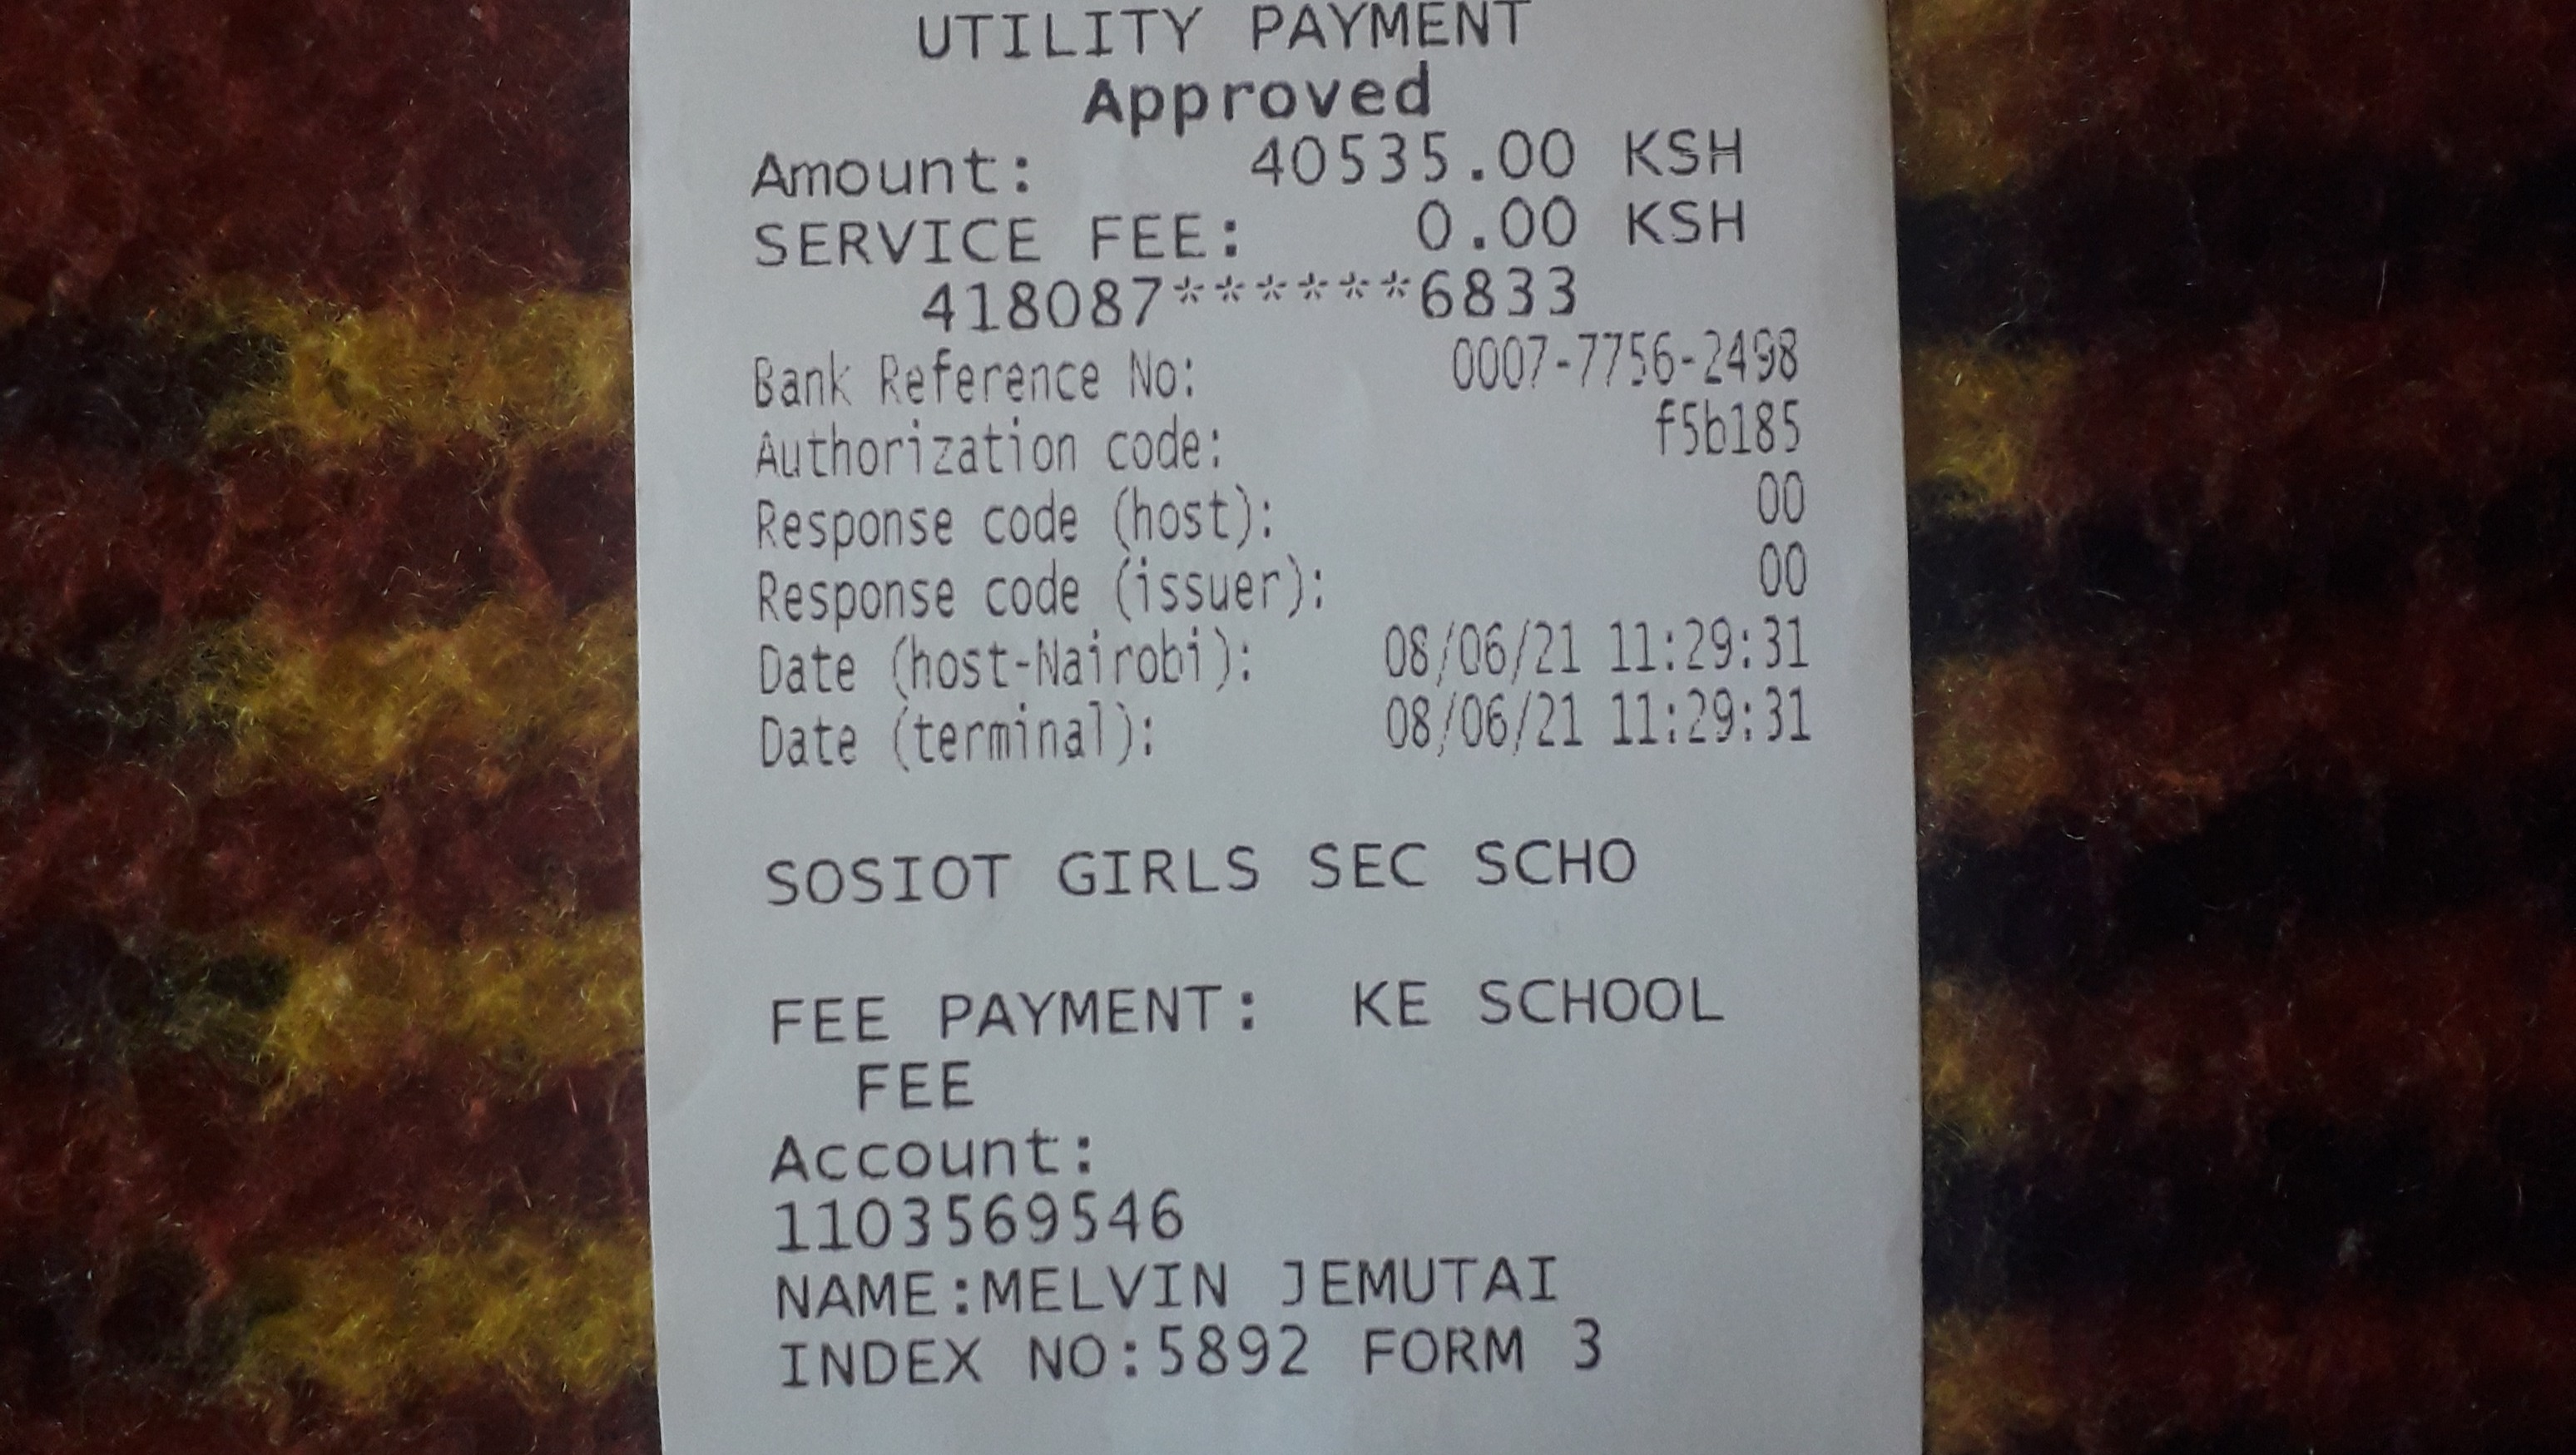 UTILITY PAYMENT
Approved
Amount: 40535.00 KSH
SERVICE FEE: 0.00 KSH
418087******6833
Bank Reference No: 0007-7756-2498
Authorization code: f5b185
Response code (host): 00
Response code (issuer): 00
Date (host-Nairobi): 08/06/21 11:29:31
Date (terminal): 08/06/21 11:29:31
SOSIOT GIRLS SEC SCHO
FEE PAYMENT: KE SCHOOL
FEE
Account:
1103569546
NAME:MELVIN JEMUTAI
INDEX NO:5892 FORM 3